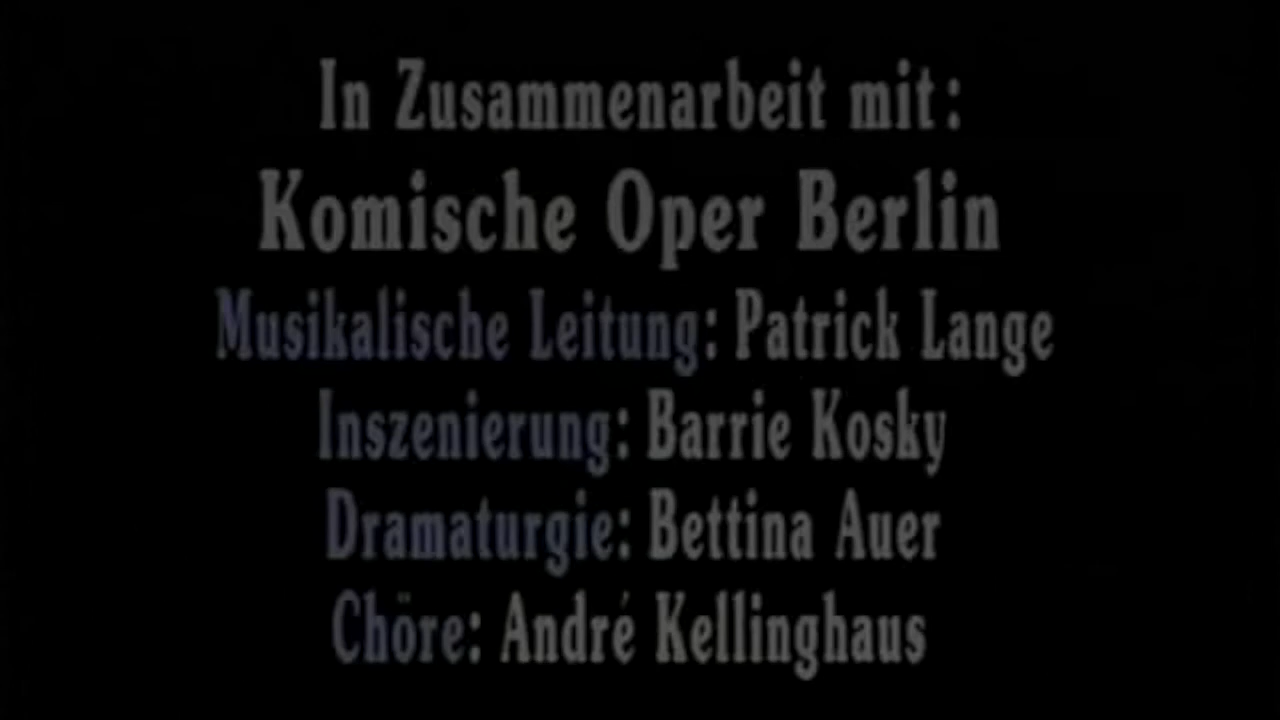 In Zusammenarbeit mit:
Komische Oper Berlin
Musikalische Leitung: Patrick Lange
Inszenierung: Barrie Kosky
Dramaturgie: Bettina Auer
Chöre: André Kellinghaus